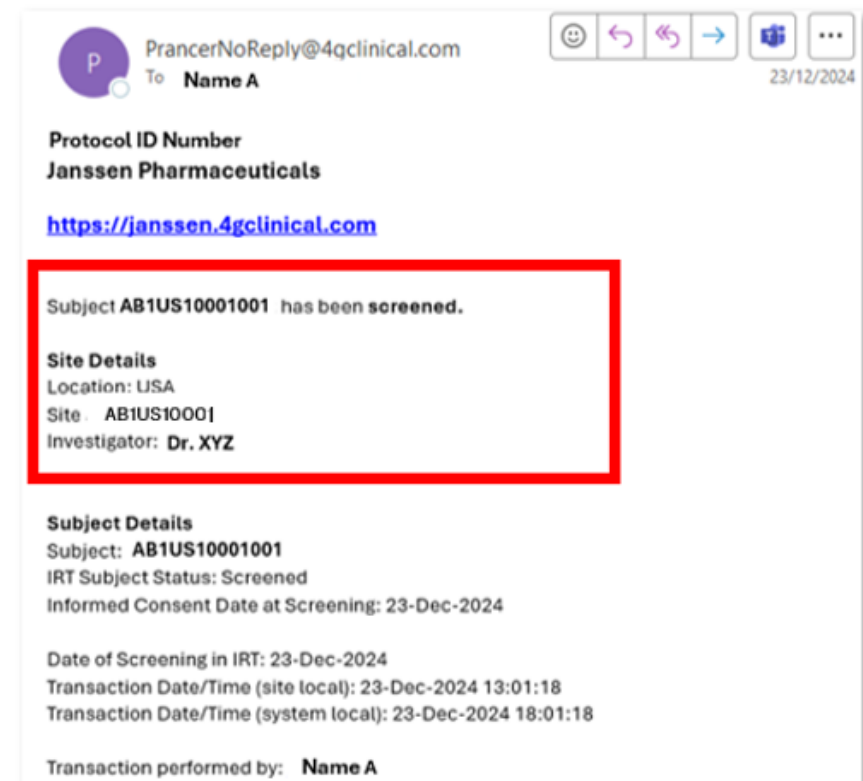 P
PrancerNoReply@4gclinical.com
To Name A
23/12/2024
Protocol ID Number
Janssen Pharmaceuticals
https://janssen.4gclinical.com
Subject AB1US10001001 has been screened.
Site Details
Location: USA
Site AB1US10001
Investigator: Dr. XYZ
Subject Details
Subject: AB1US10001001
IRT Subject Status: Screened
Informed Consent Date at Screening: 23-Dec-2024
Date of Screening in IRT: 23-Dec-2024
Transaction Date/Time (site local): 23-Dec-2024 13:01:18
Transaction Date/Time (system local): 23-Dec-2024 18:01:18
Transaction performed by: Name A